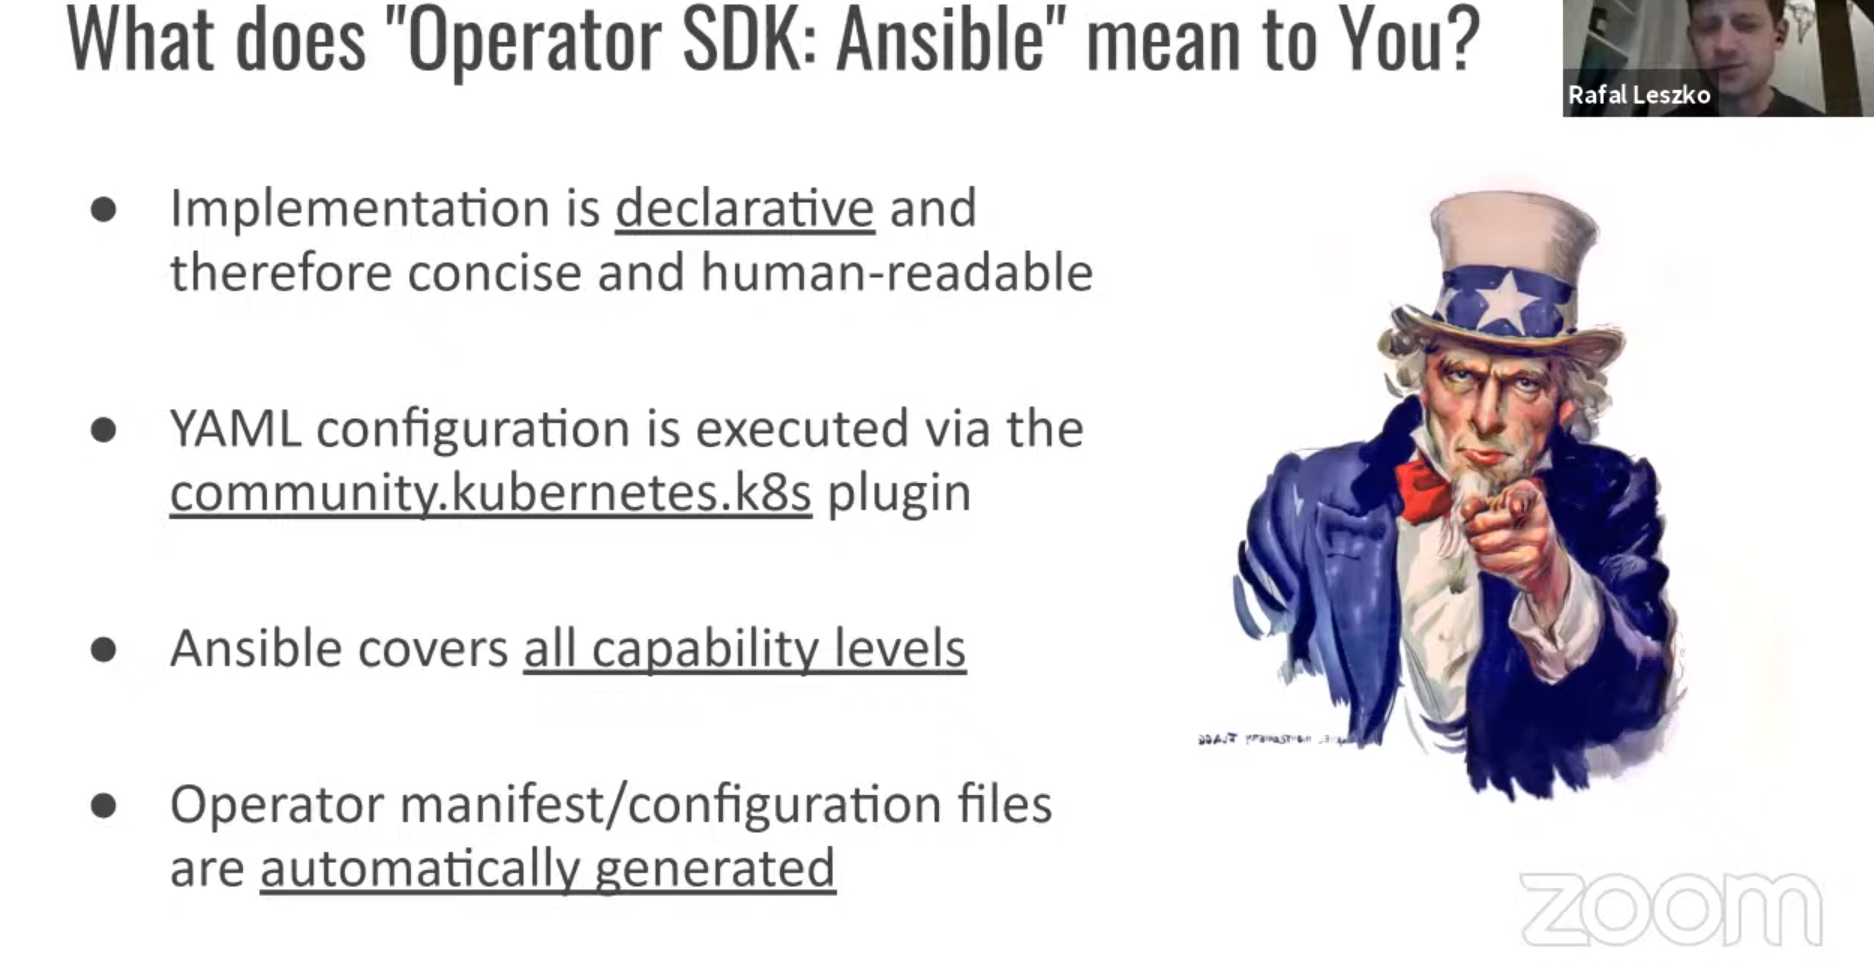 What does "Operator SDK: Ansible" mean to You?
Rafal Leszko
● Implementation is declarative and
therefore concise and human-readable
● YAML configuration is executed via the
community.kubernetes.k8s plugin
● Ansible covers all capability levels
● Operator manifest/configuration files
are automatically generated
zoom